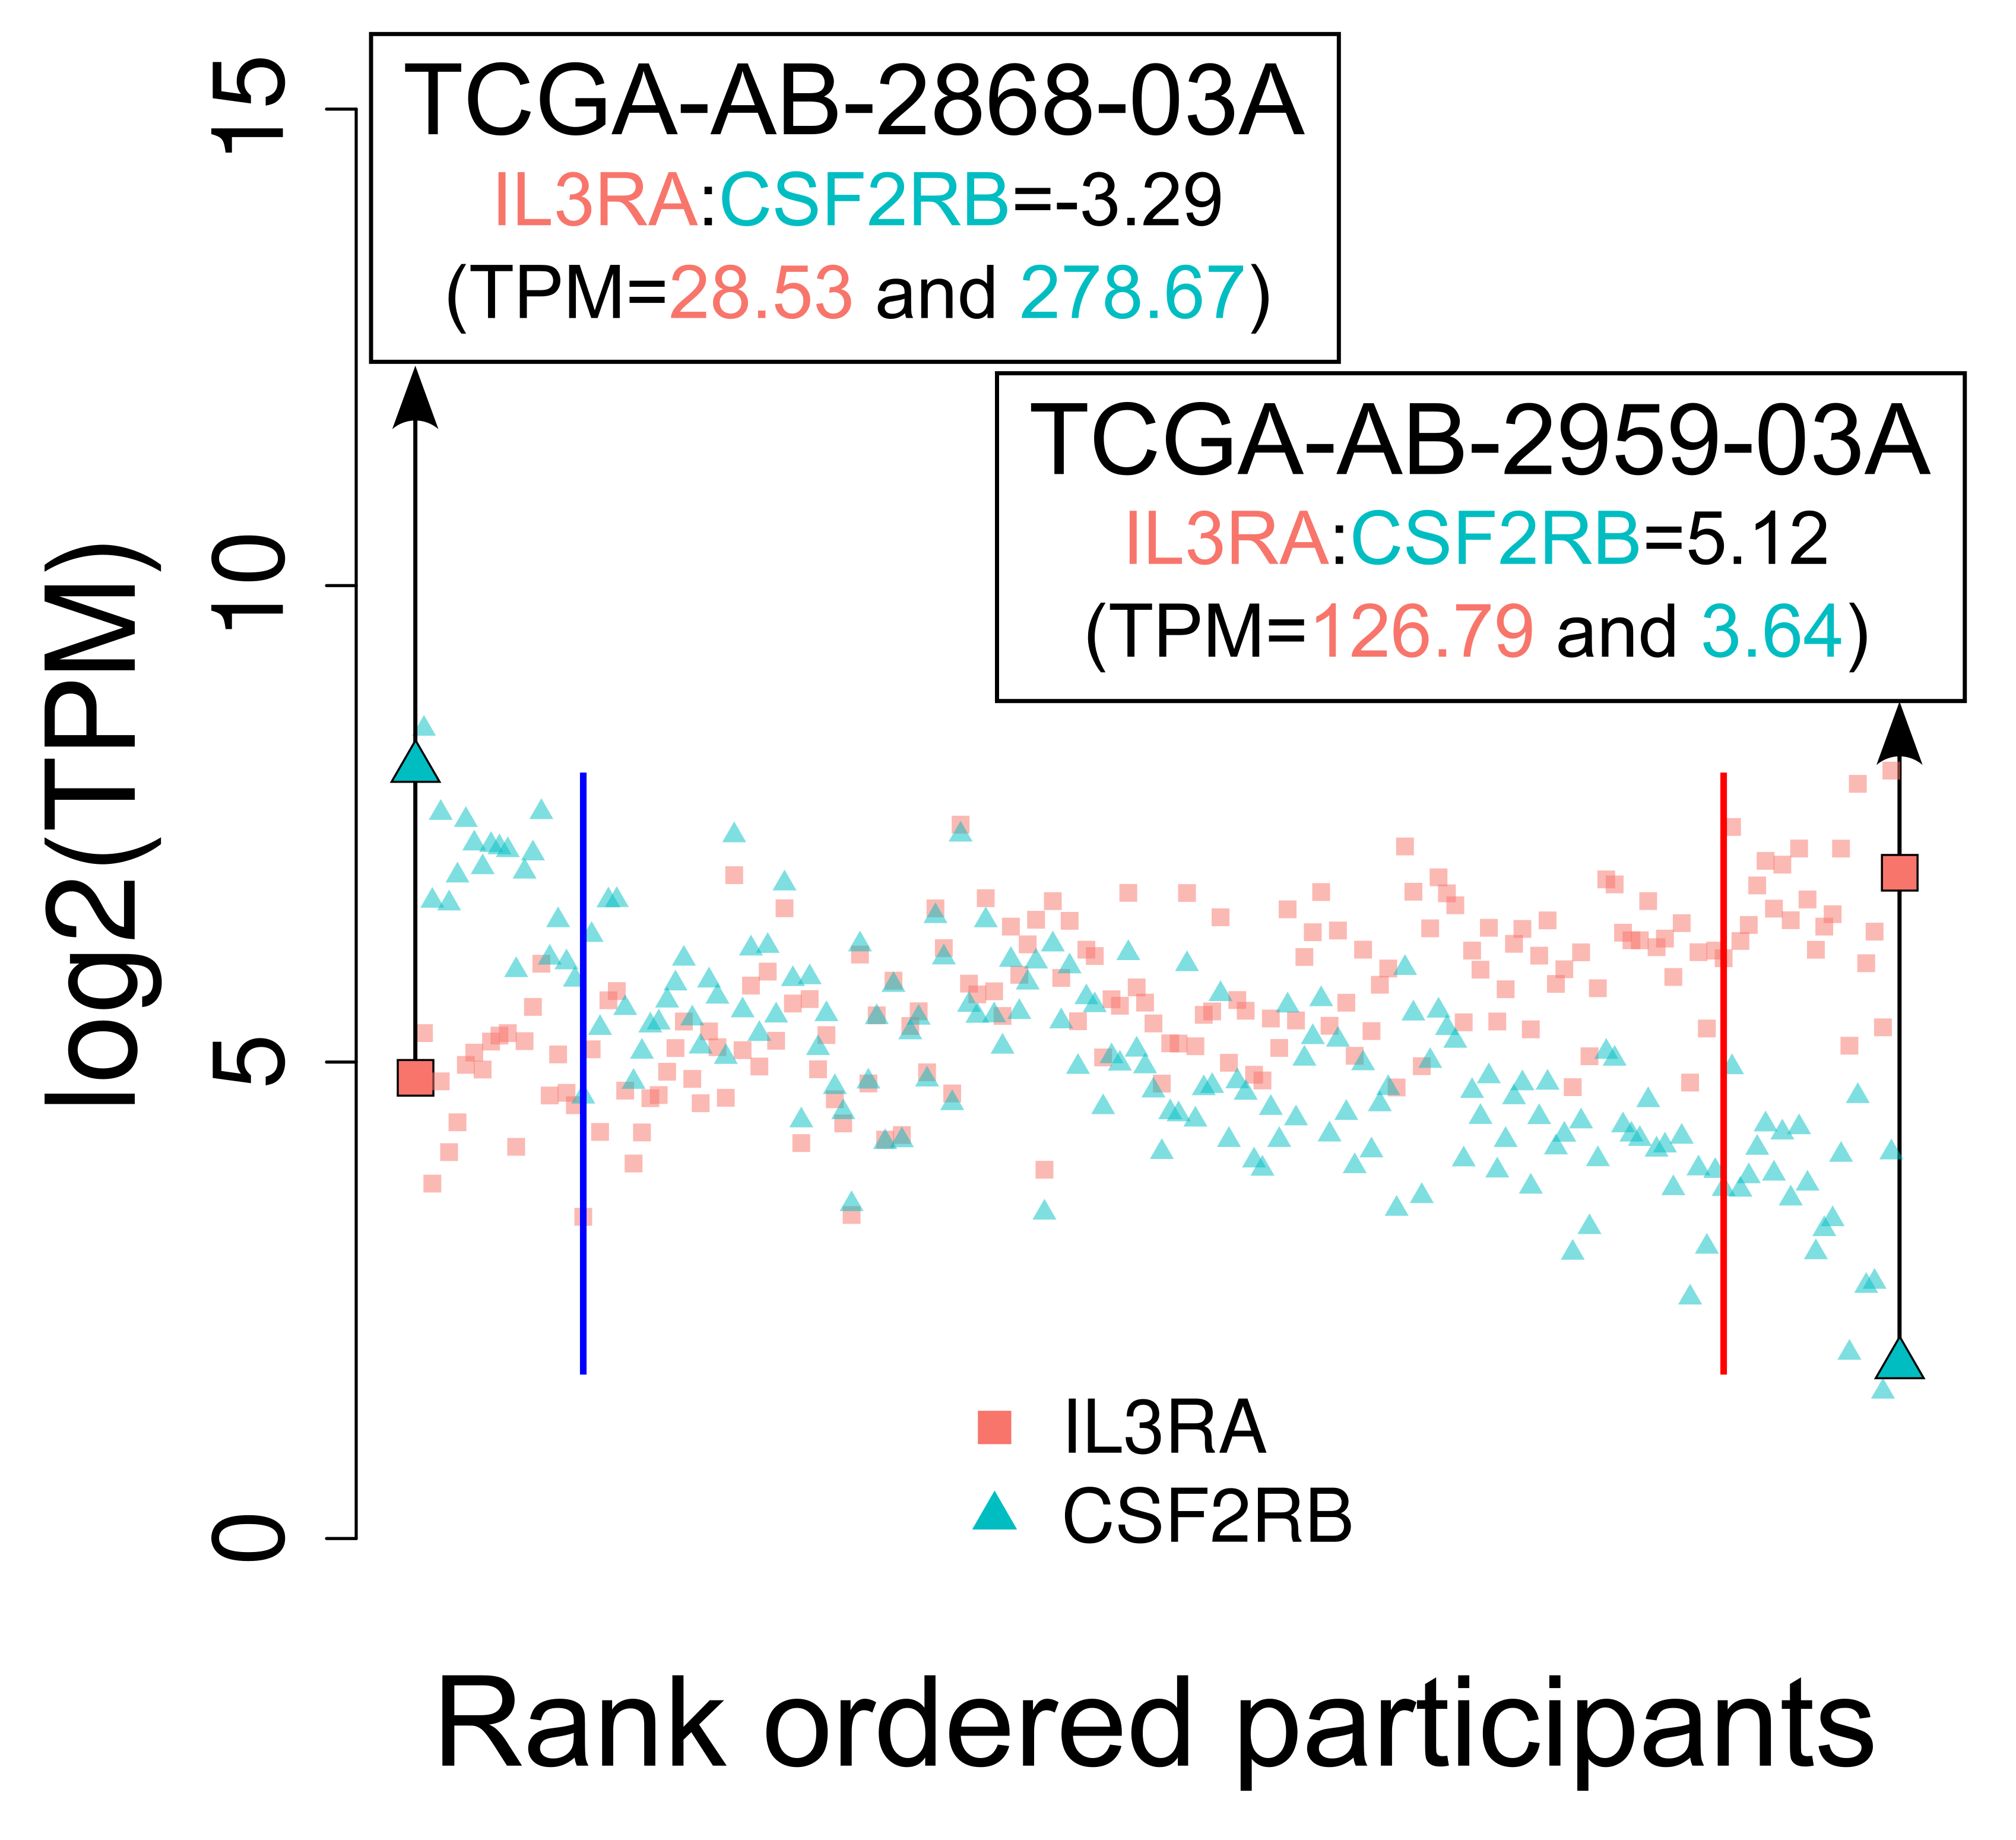 TCGA-AB-2868-03A
IL3RA:CSF2RB=-3.29
(TPM=28.53 and 278.67)
TCGA-AB-2959-03A
IL3RA:CSF2RB=5.12
(TPM=126.79 and 3.64)
log2(TPM)
15
10
5
0
IL3RA
CSF2RB
Rank ordered participants